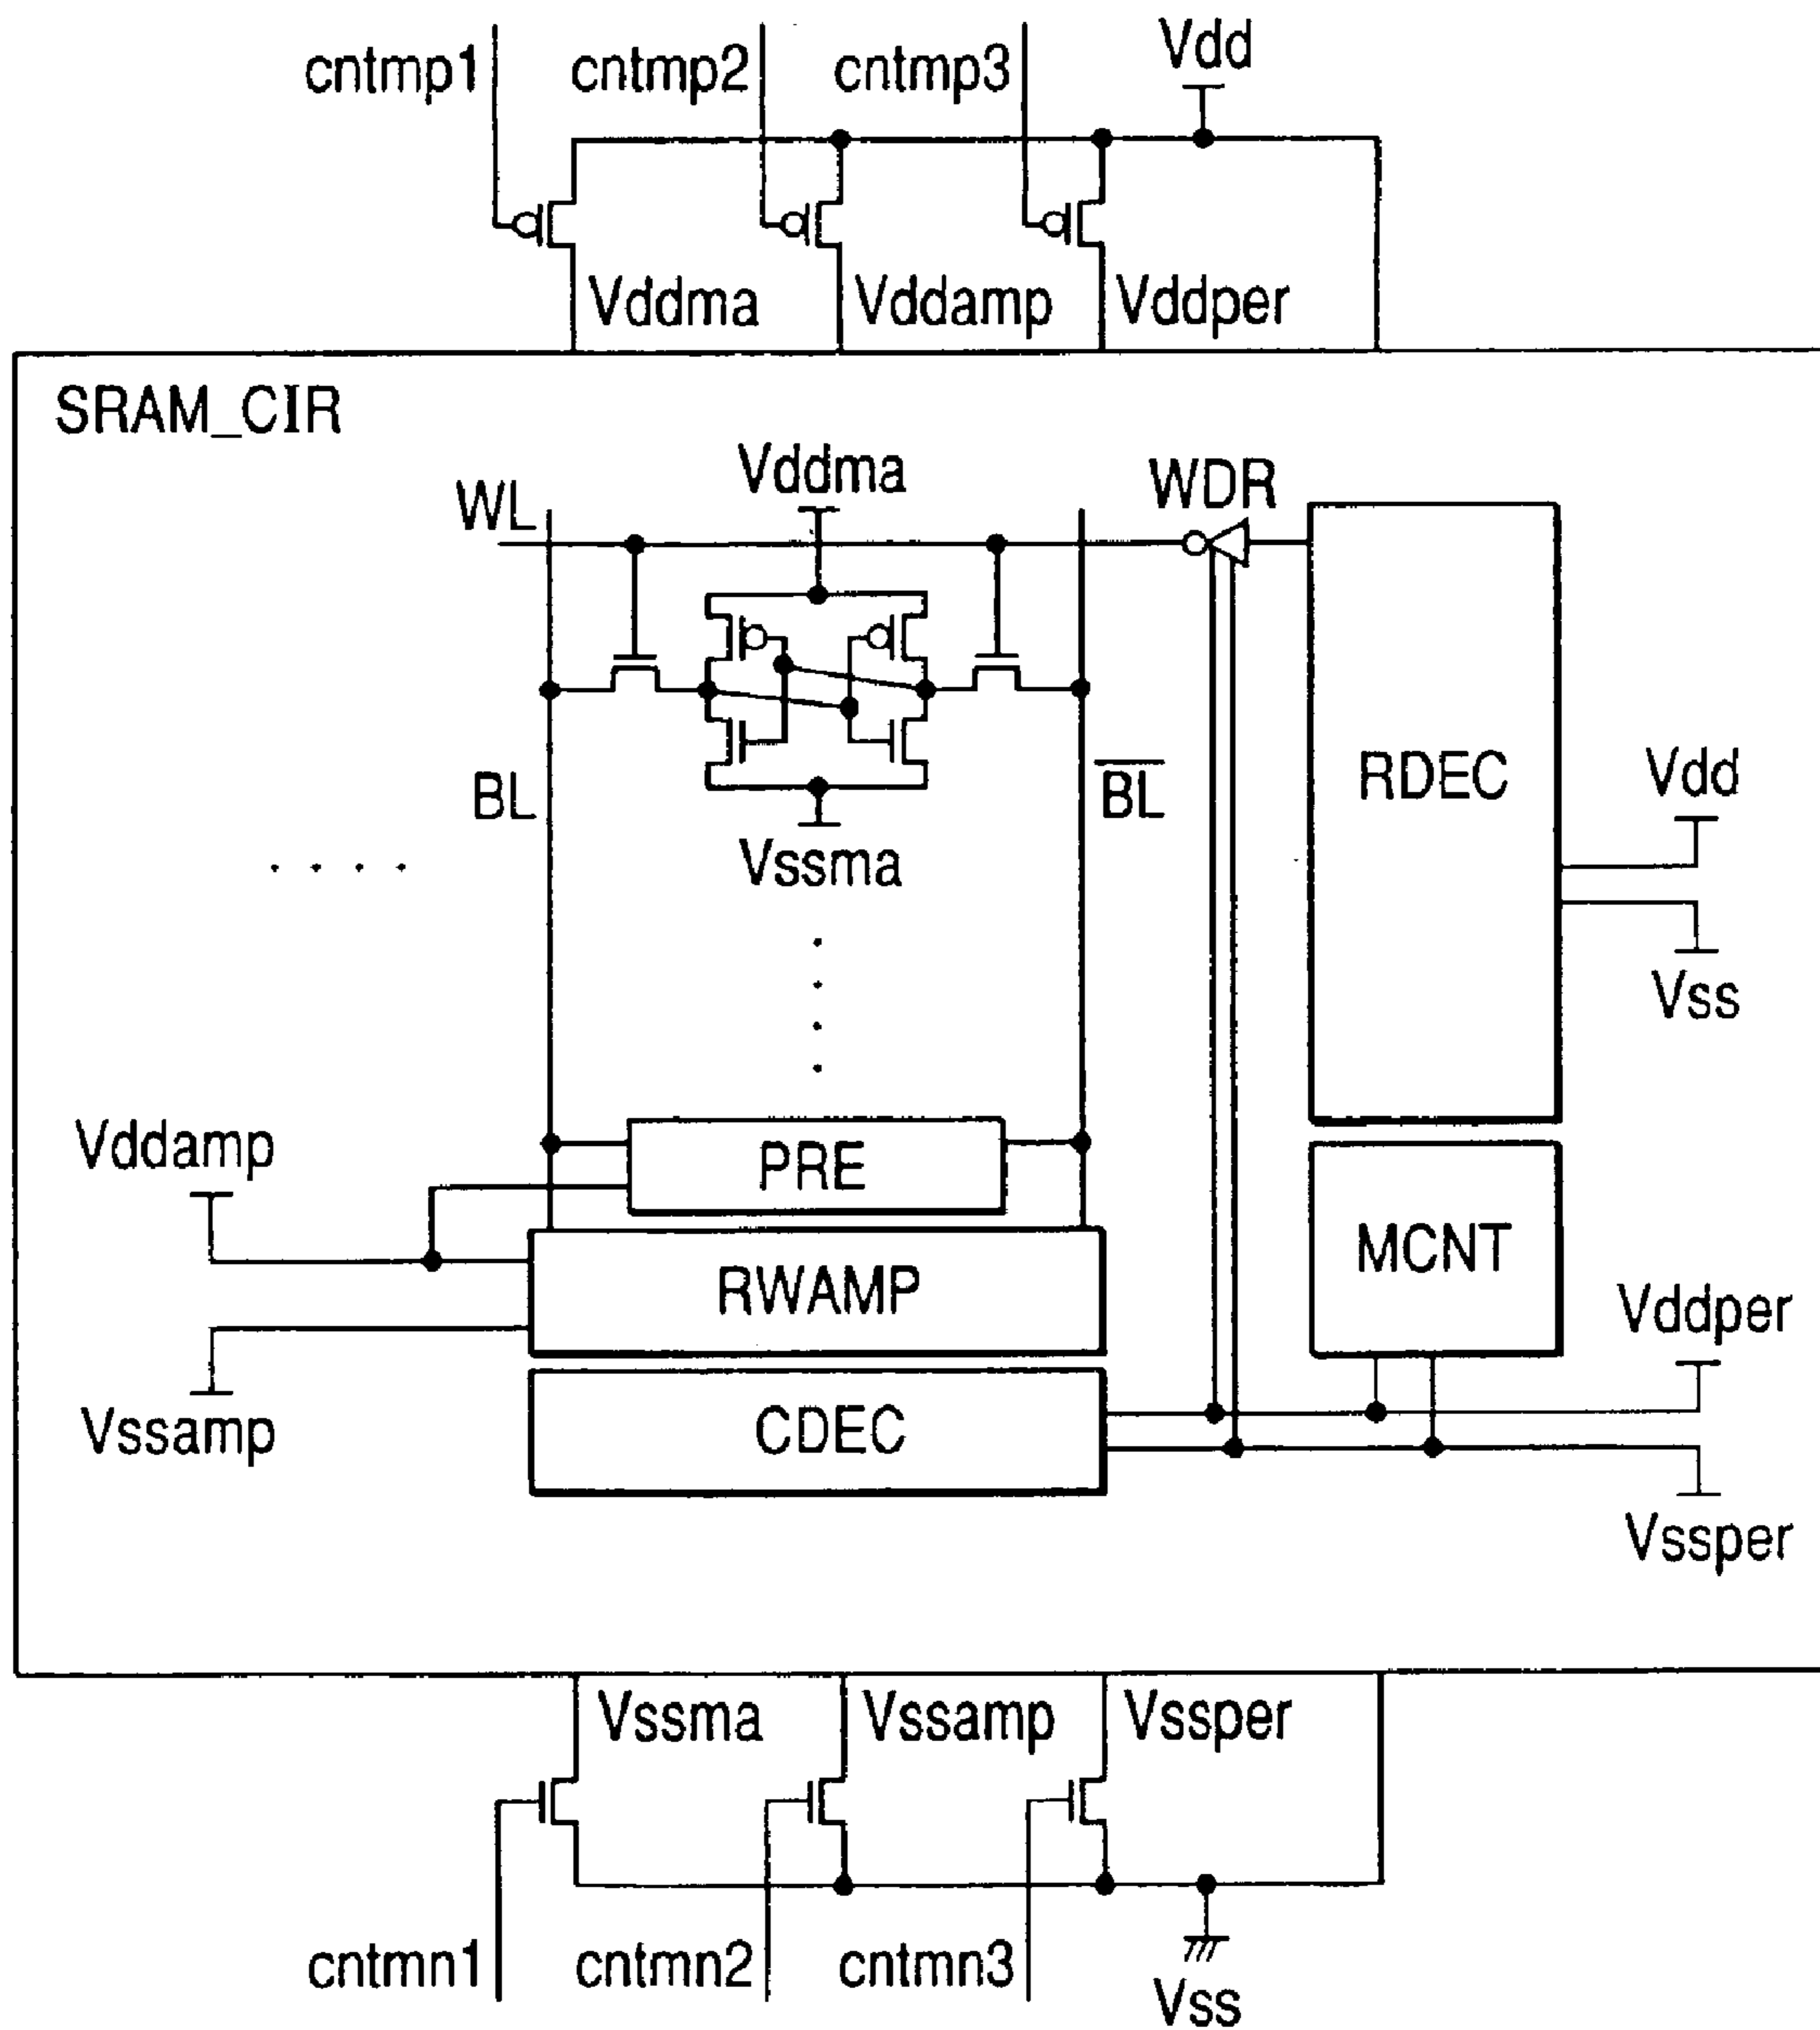 cntmp1 cntmp2 cntmp3 Vdd
Vddma Vddamp Vddper
SRAM_CIR
Vddma WDR
WL
RDEC
Vdd
BL B̅L̅
Vssma
Vss
Vddamp
PRE
MCNT
RWAMP
Vddper
Vssamp
CDEC
Vssper
Vssma Vssamp Vssper
cntmn1 cntmn2 cntmn3
Vss